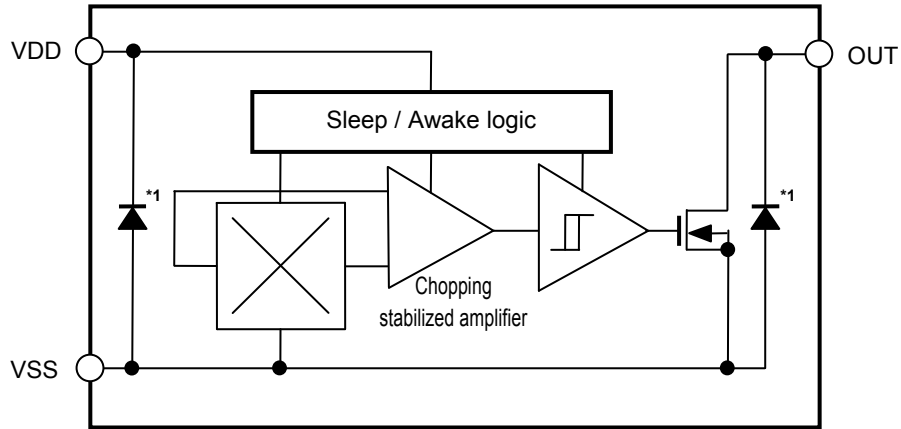 VDD
OUT
Sleep / Awake logic
*1
*1
Chopping
stabilized amplifier
VSS